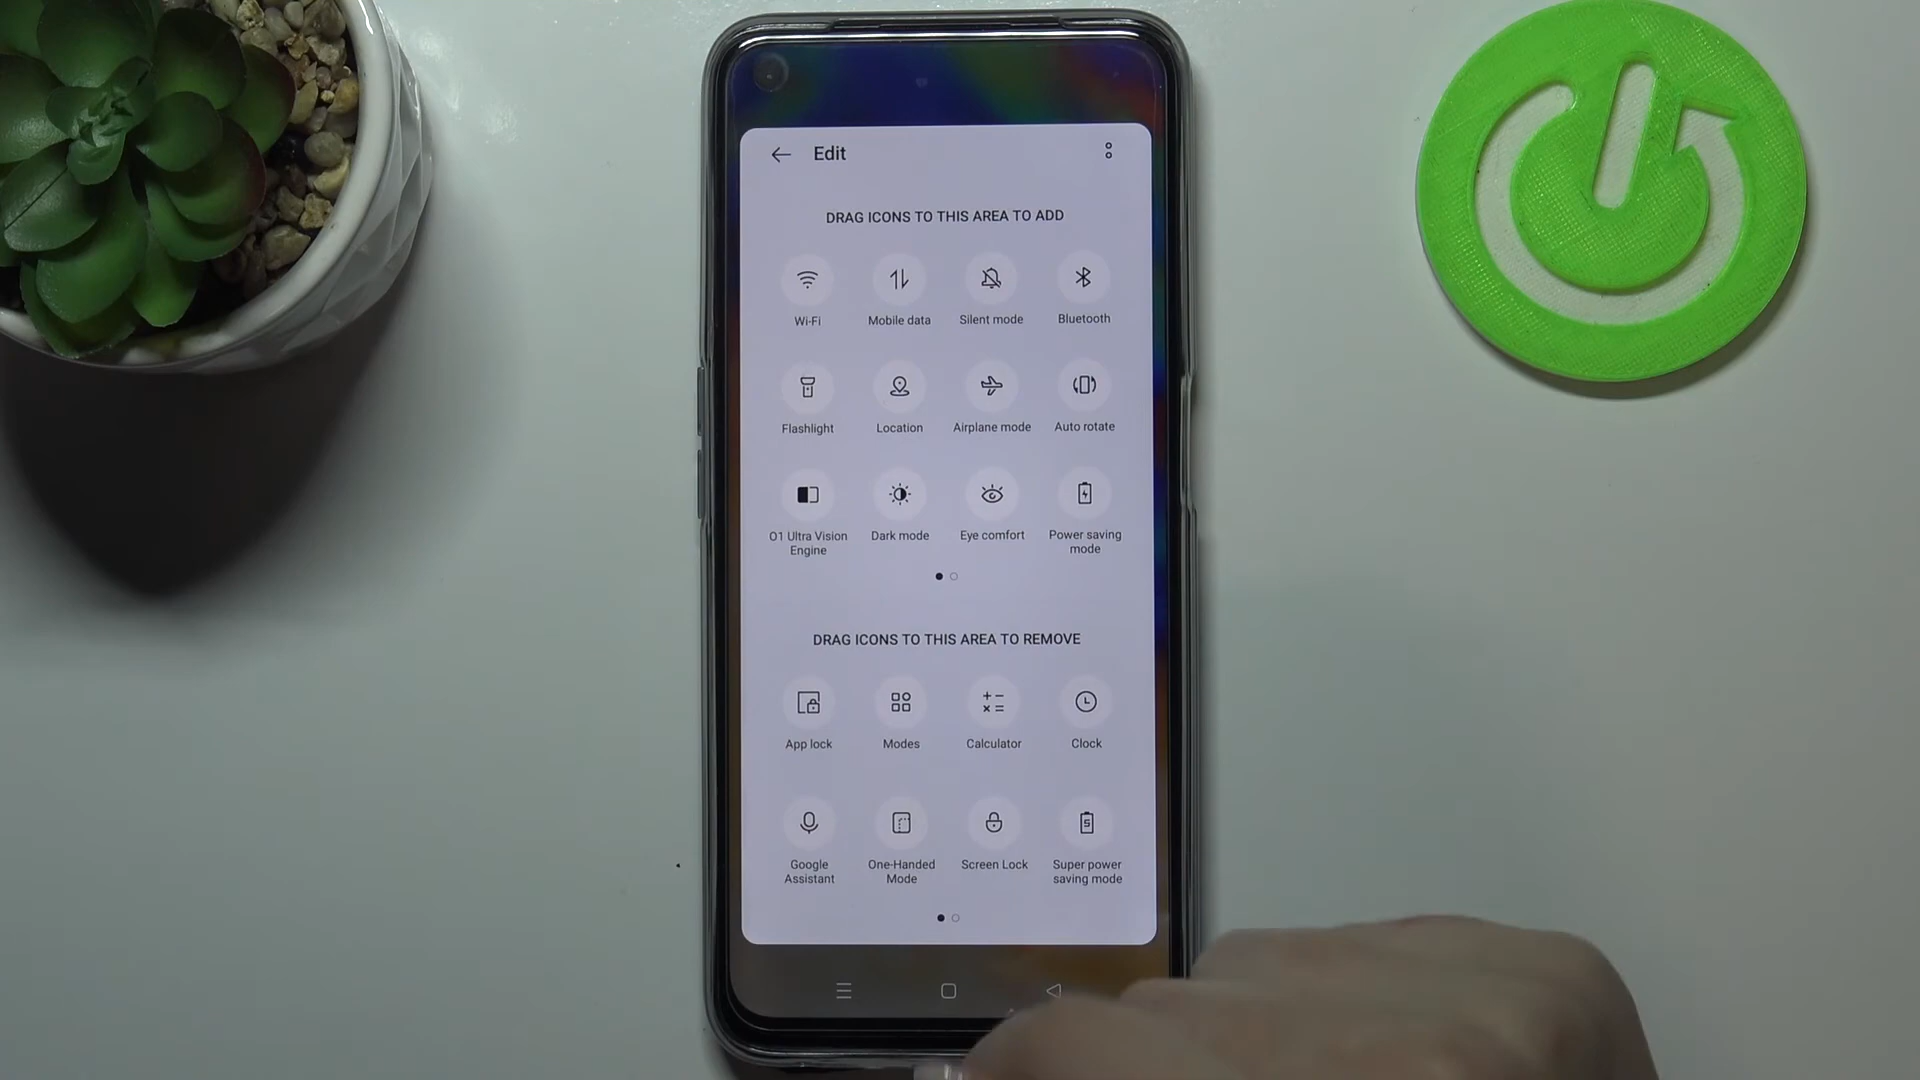 Edit
DRAG ICONS TO THIS AREA TO ADD
Wi-Fi
Mobile data
Silent mode
Bluetooth
Flashlight
Location
Airplane mode
Auto rotate
O1 Ultra Vision
Engine
Dark mode
Eye comfort
Power saving
mode
DRAG ICONS TO THIS AREA TO REMOVE
App lock
Modes
Calculator
Clock
Google
Assistant
One-Handed
Mode
Screen Lock
Super power
saving mode